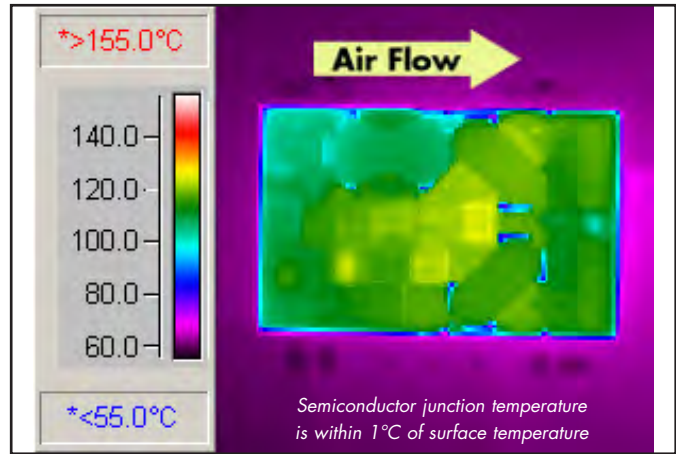 *>155.0°C
140.0
120.0
100.0
80.0
60.0
*<55.0°C
Air Flow
Semiconductor junction temperature
is within 1°C of surface temperature